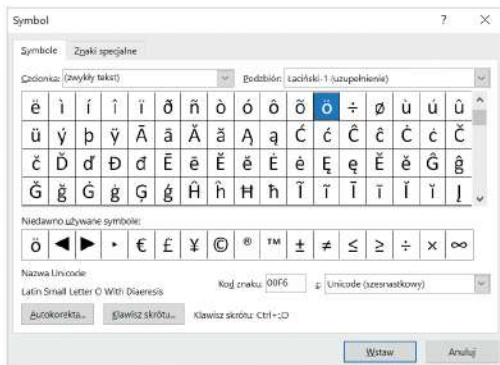 Symbol ? ×
Symbole Znaki specjalne
Czcionka: (zwykły tekst) Podzbiór: Łaciński-1 (uzupełnienie)
ë ì í î ï ð ñ ò ó ô õ ö ÷ ø ù ú û
ü ý þ ÿ Ā ā Ă ă Ą ą Ć ć Ĉ ĉ Ċ ċ Č
č Ď ď Đ đ Ē ē Ĕ ĕ Ė ė Ę ę Ě ě Ĝ ĝ
Ğ ğ Ġ ġ Ģ ģ Ĥ ĥ Ħ ħ Ĩ ĩ Ī ī Ĭ ĭ Į
Niedawno używane symbole:
ö ◀ ▶ ‣ € £ ¥ © ® ™ ± ≠ ≤ ≥ ÷ × ∞
Nazwa Unicode
Latin Small Letter O With Diaeresis
Kod znaku: 00F6 z: Unicode (szesnastkowy)
Autokorekta... Klawisz skrótu... Klawisz skrótu: Ctrl+:,O
Wstaw Anuluj